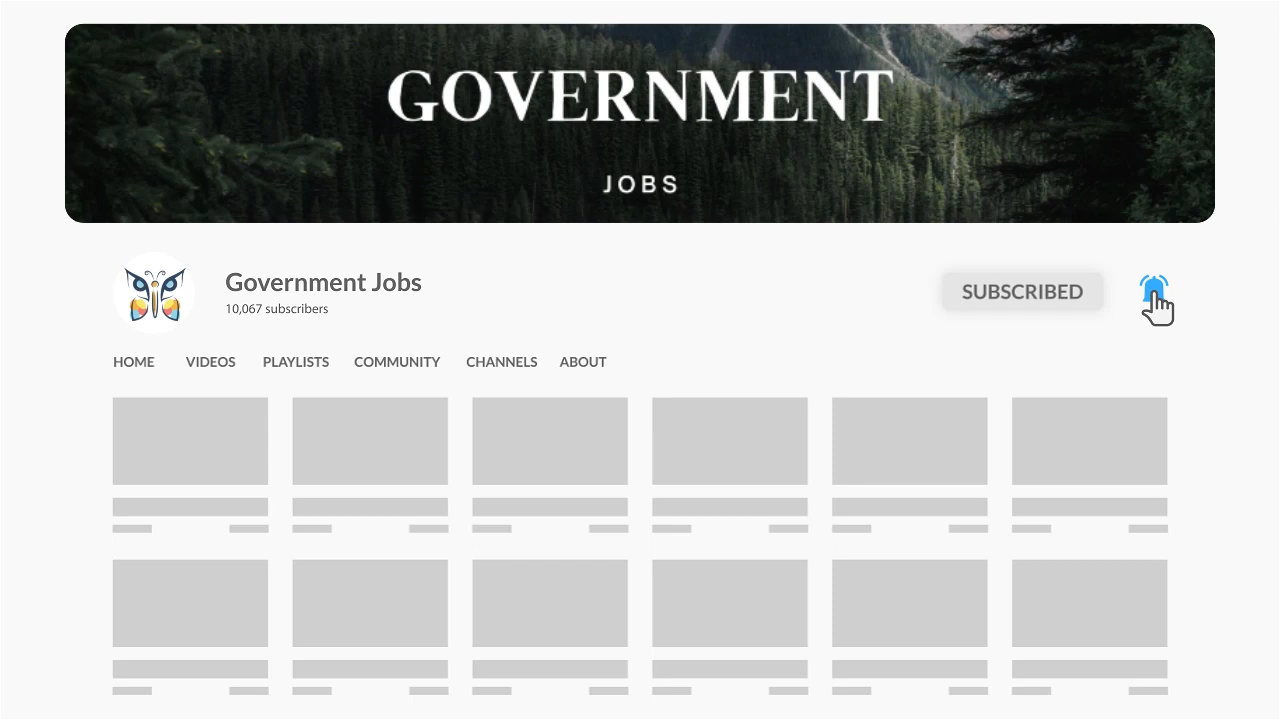 GOVERNMENT
JOBS
Government Jobs
10,067 subscribers
SUBSCRIBED
HOME VIDEOS PLAYLISTS COMMUNITY CHANNELS ABOUT